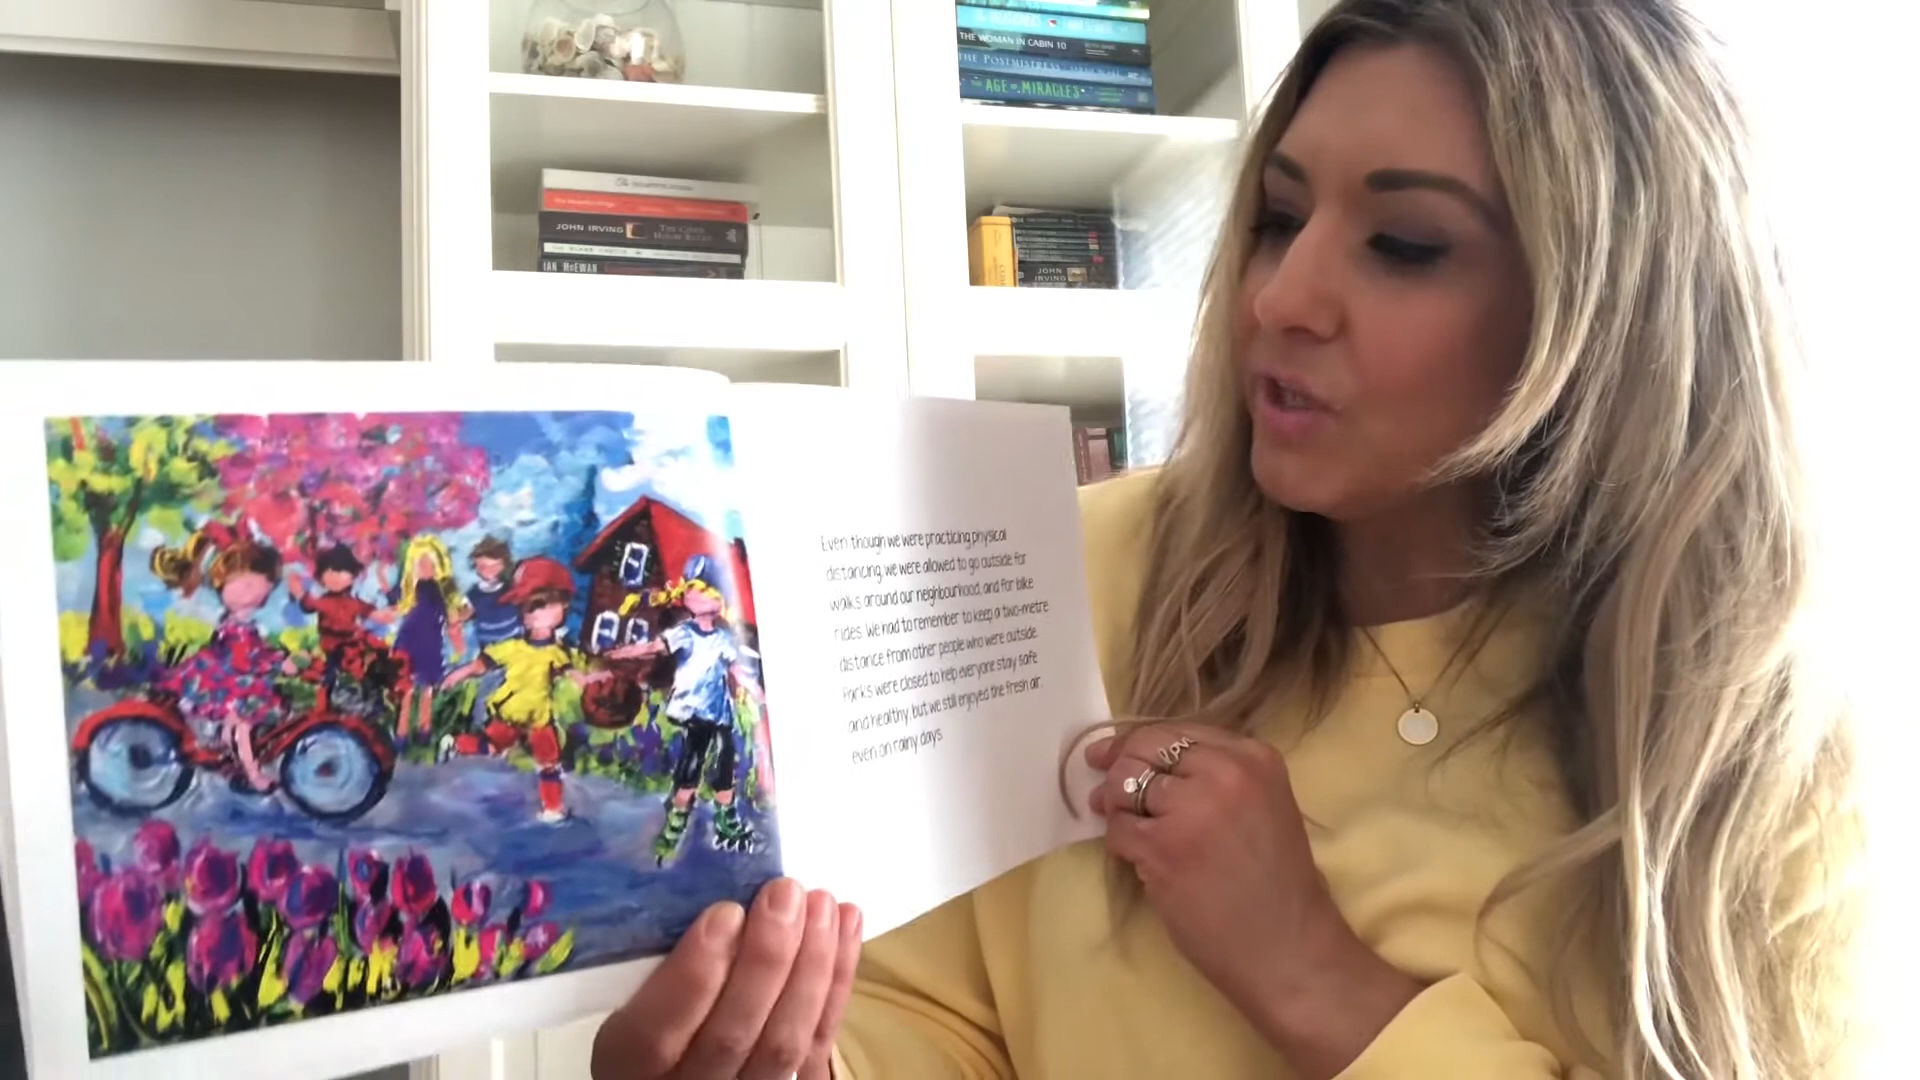 THE WOMAN IN CABIN 10
THE POSTMISTRESS
THE AGE OF MIRACLES
JOHN IRVING
IAN McEWAN
JOHN
IRVING
Even though we were practicing physical
distancing, we were allowed to go outside for
walks around our neighbourhood, and for bike
rides. We had to remember to keep a two-metre
distance from other people who were outside.
Parks were closed to help everyone stay safe
and healthy, but we still enjoyed the fresh air,
even on rainy days.
love